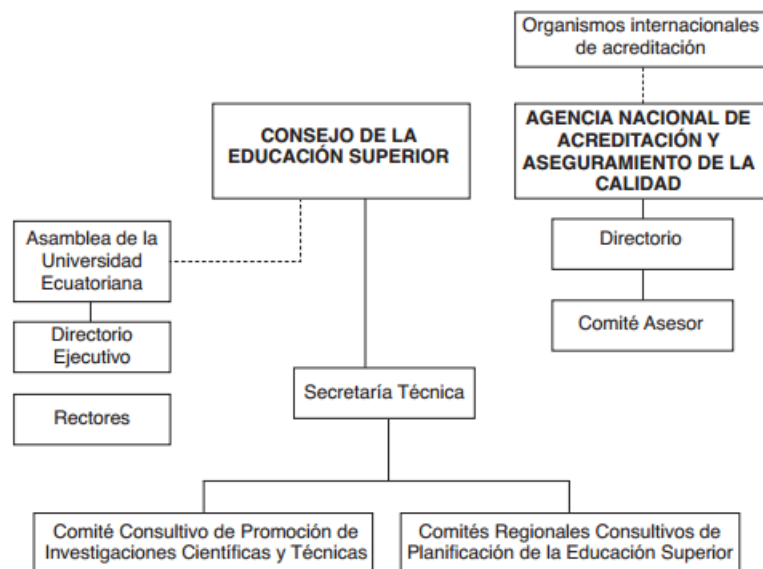 Organismos internacionales
de acreditación
CONSEJO DE LA
EDUCACIÓN SUPERIOR
AGENCIA NACIONAL DE
ACREDITACIÓN Y
ASEGURAMIENTO DE LA
CALIDAD
Asamblea de la
Universidad
Ecuatoriana
Directorio
Ejecutivo
Rectores
Directorio
Comité Asesor
Secretaría Técnica
Comité Consultivo de Promoción de
Investigaciones Científicas y Técnicas
Comités Regionales Consultivos de
Planificación de la Educación Superior